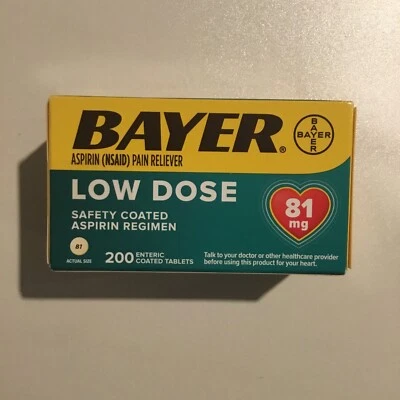 BAYER®
BAYER
BAYER
ASPIRIN (NSAID) PAIN RELIEVER
LOW DOSE
SAFETY COATED
ASPIRIN REGIMEN
81
mg
81
ACTUAL SIZE
200 ENTERIC
COATED TABLETS
Talk to your doctor or other healthcare provider
before using this product for your heart.